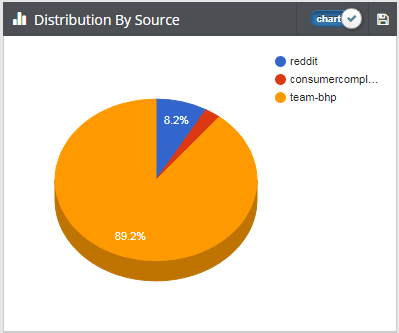 Distribution By Source
chart
reddit
consumercompl...
team-bhp
8.2%
89.2%